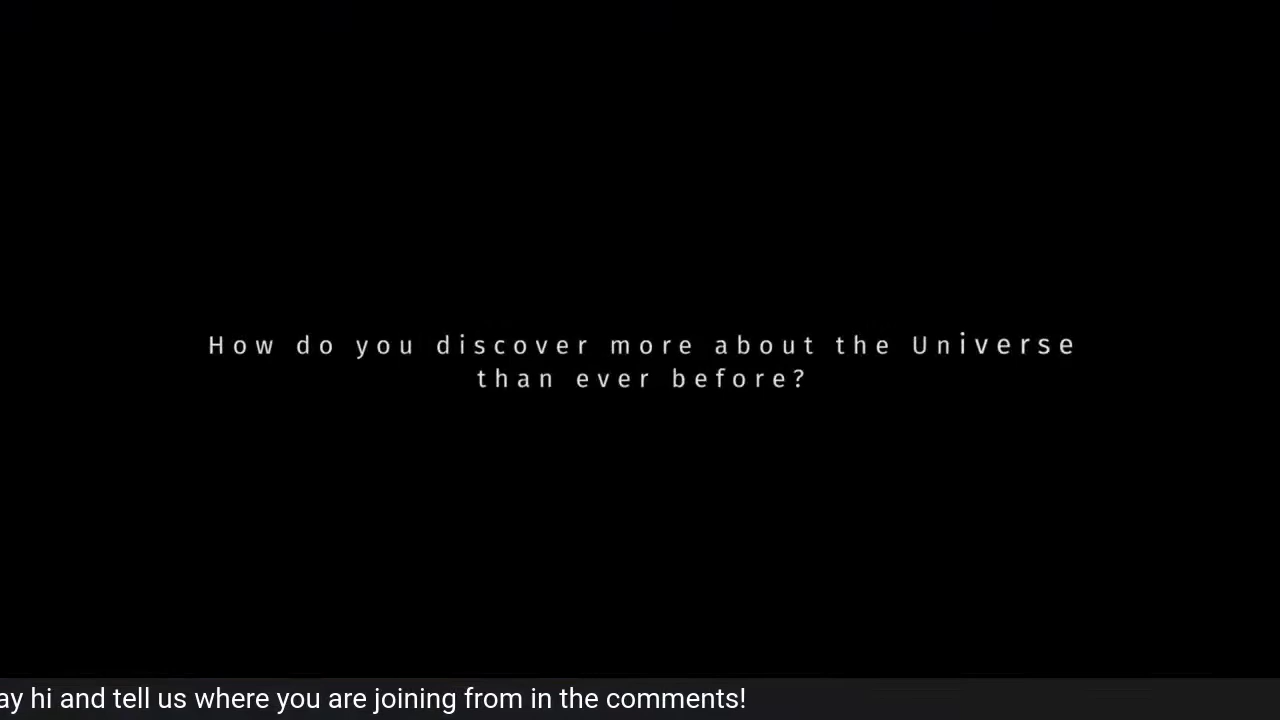 How do you discover more about the Universe
than ever before?
ay hi and tell us where you are joining from in the comments!